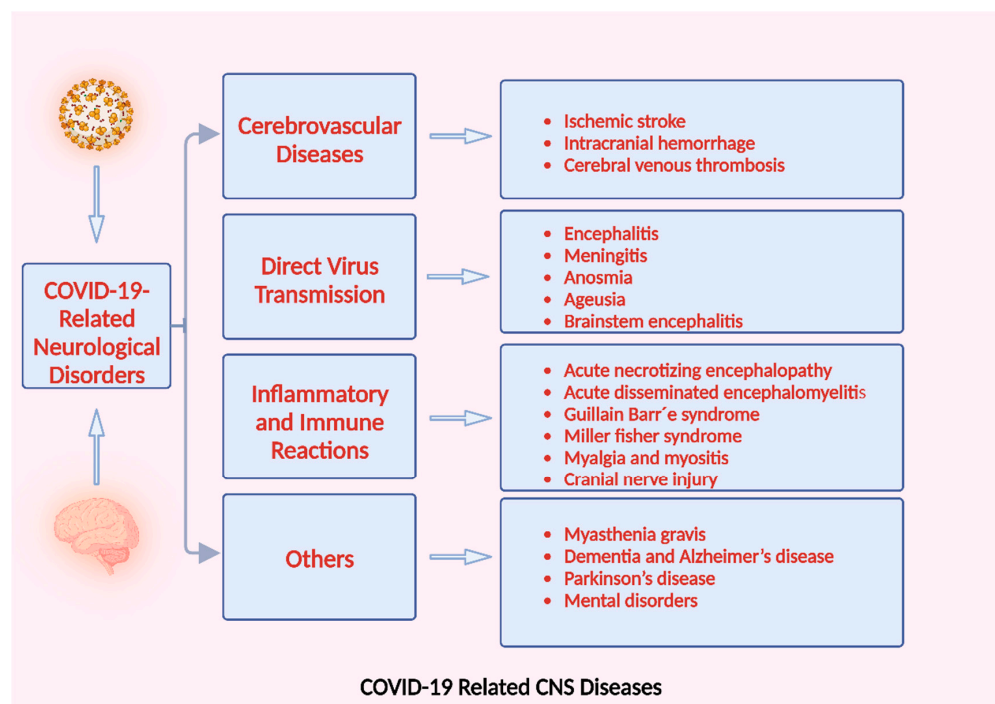 COVID-19-
Related
Neurological
Disorders
Cerebrovascular
Diseases
• Ischemic stroke
• Intracranial hemorrhage
• Cerebral venous thrombosis
Direct Virus
Transmission
• Encephalitis
• Meningitis
• Anosmia
• Ageusia
• Brainstem encephalitis
Inflammatory
and Immune
Reactions
• Acute necrotizing encephalopathy
• Acute disseminated encephalomyelitis
• Guillain Barr´e syndrome
• Miller fisher syndrome
• Myalgia and myositis
• Cranial nerve injury
Others
• Myasthenia gravis
• Dementia and Alzheimer’s disease
• Parkinson’s disease
• Mental disorders
COVID-19 Related CNS Diseases